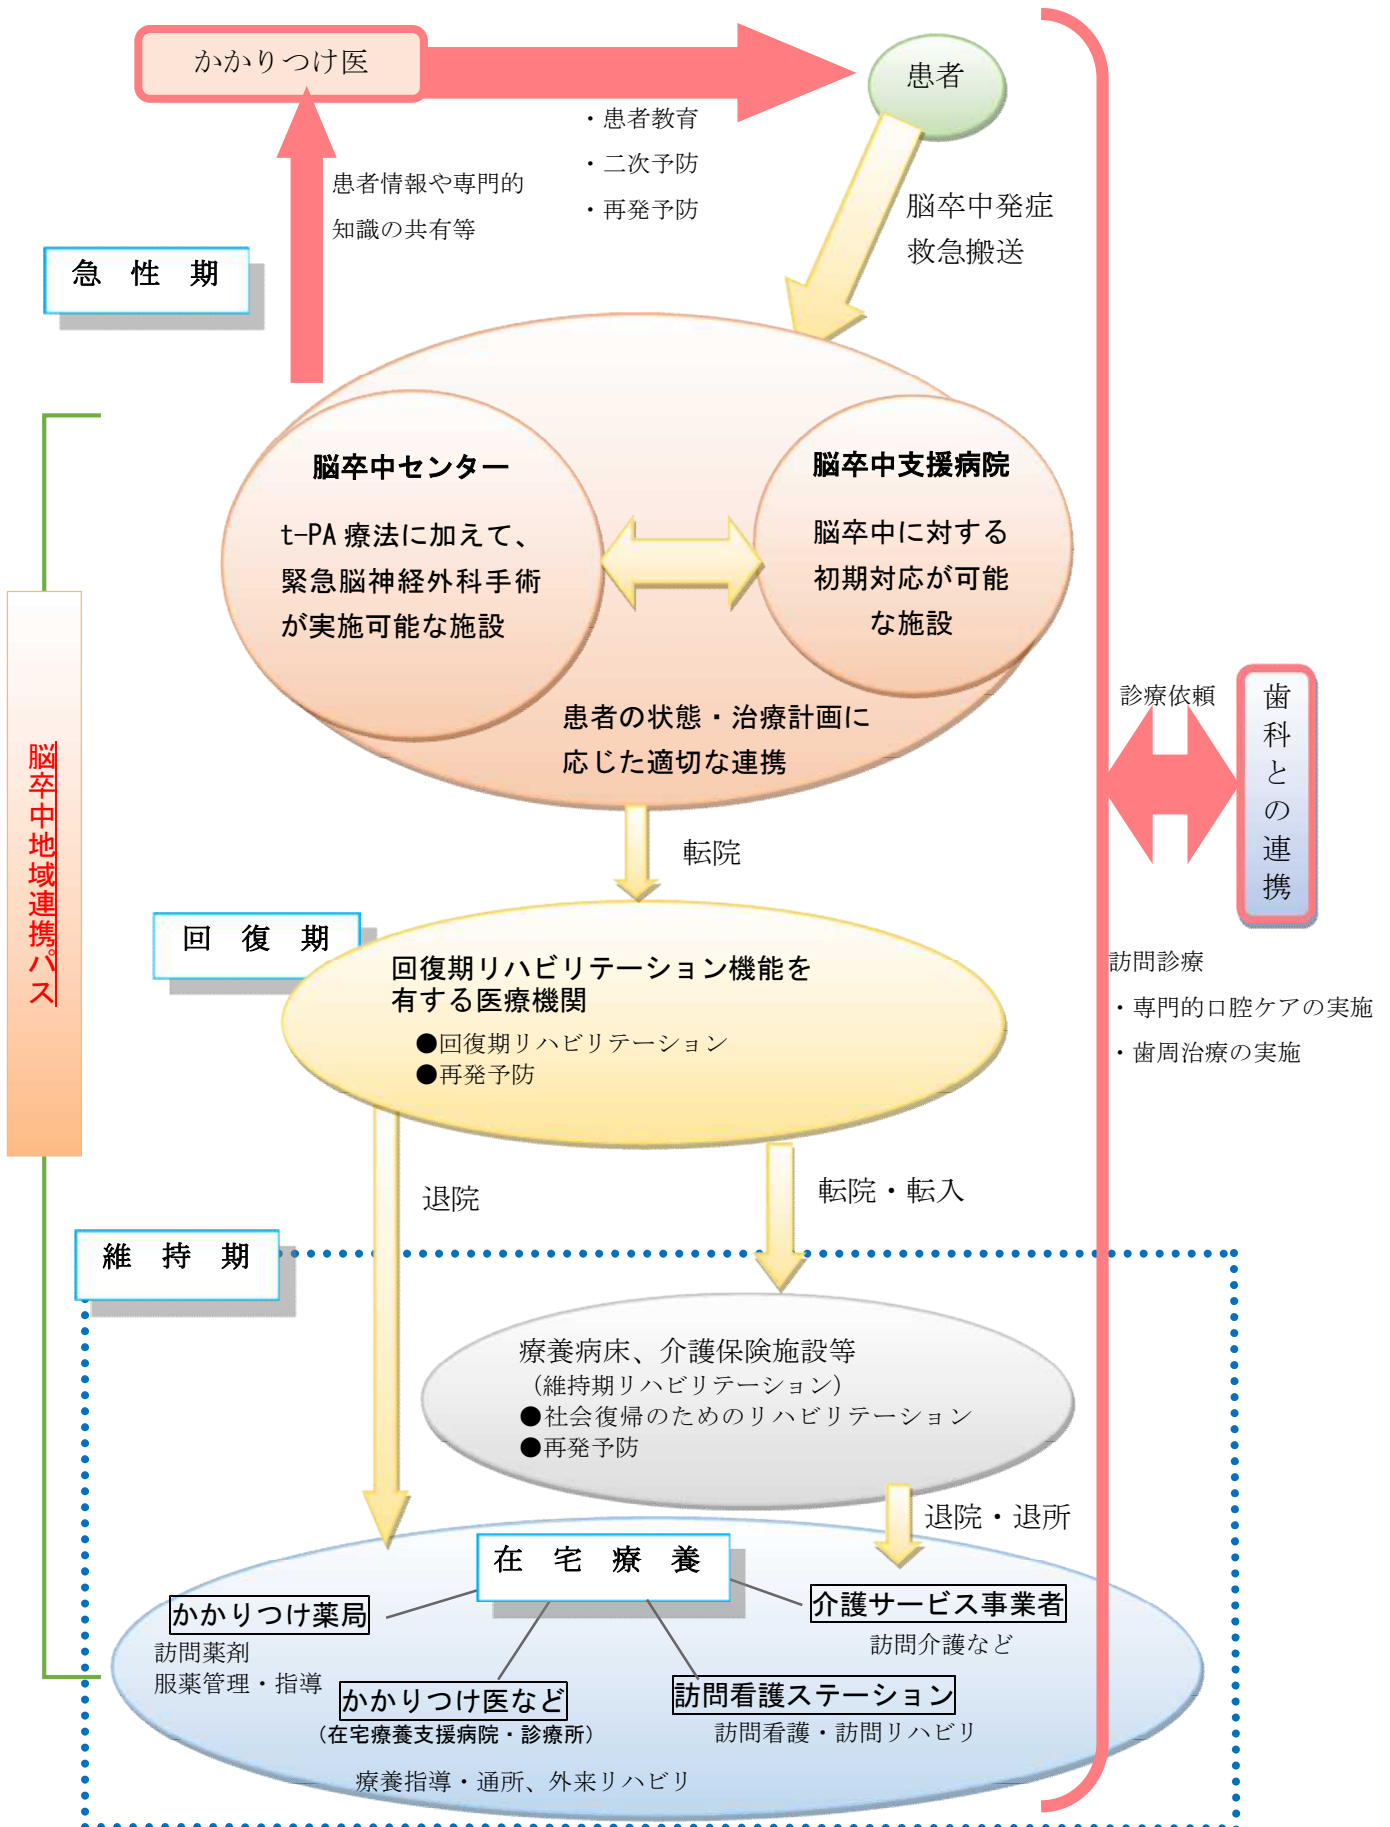 かかりつけ医
患者
・患者教育
・二次予防
・再発予防
患者情報や専門的
知識の共有等
脳卒中発症
救急搬送
急性期
脳卒中センター
t-PA 療法に加えて、
緊急脳神経外科手術
が実施可能な施設
脳卒中支援病院
脳卒中に対する
初期対応が可能
な施設
患者の状態・治療計画に
応じた適切な連携
脳卒中地域連携パス
診療依頼
歯科との連携
訪問診療
・専門的口腔ケアの実施
・歯周治療の実施
転院
回復期
回復期リハビリテーション機能を
有する医療機関
●回復期リハビリテーション
●再発予防
退院
転院・転入
維持期
療養病床、介護保険施設等
（維持期リハビリテーション）
●社会復帰のためのリハビリテーション
●再発予防
退院・退所
在宅療養
かかりつけ薬局
訪問薬剤
服薬管理・指導
介護サービス事業者
訪問介護など
かかりつけ医など
（在宅療養支援病院・診療所）
療養指導・通所、外来リハビリ
訪問看護ステーション
訪問看護・訪問リハビリ